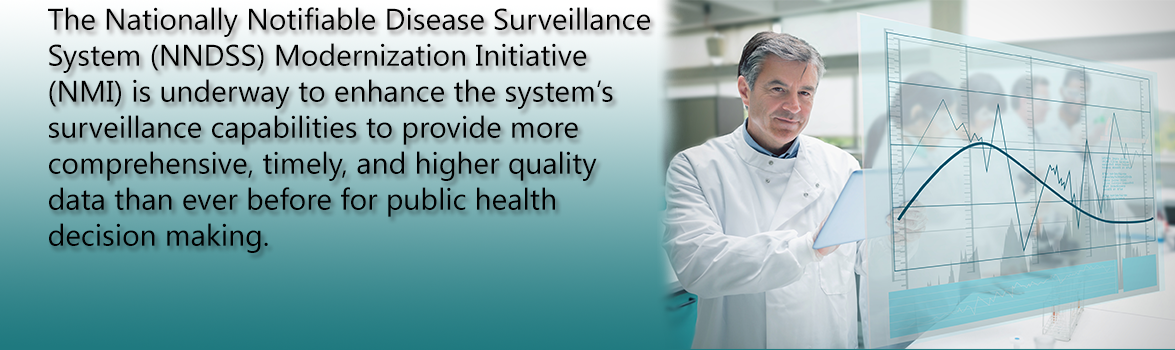 The Nationally Notifiable Disease Surveillance
System (NNDSS) Modernization Initiative
(NMI) is underway to enhance the system’s
surveillance capabilities to provide more
comprehensive, timely, and higher quality
data than ever before for public health
decision making.